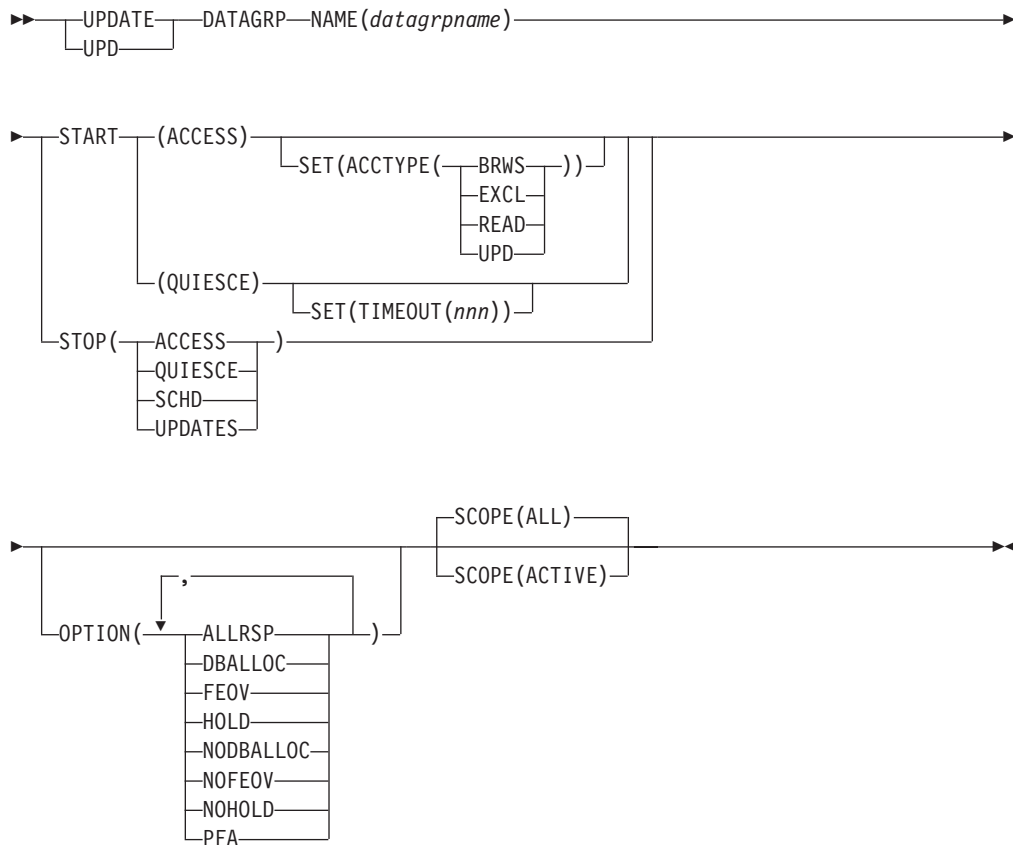 UPDATE DATAGRP NAME(datagrpname)
UPD
START (ACCESS)
SET(ACCTYPE( BRWS ))
EXCL
READ
UPD
(QUIESCE)
SET(TIMEOUT(nnn))
STOP( ACCESS )
QUIESCE
SCHD
UPDATES
SCOPE(ALL)
SCOPE(ACTIVE)
,
OPTION( ALLRSP )
DBALLOC
FEOV
HOLD
NODBALLOC
NOFEOV
NOHOLD
PFA